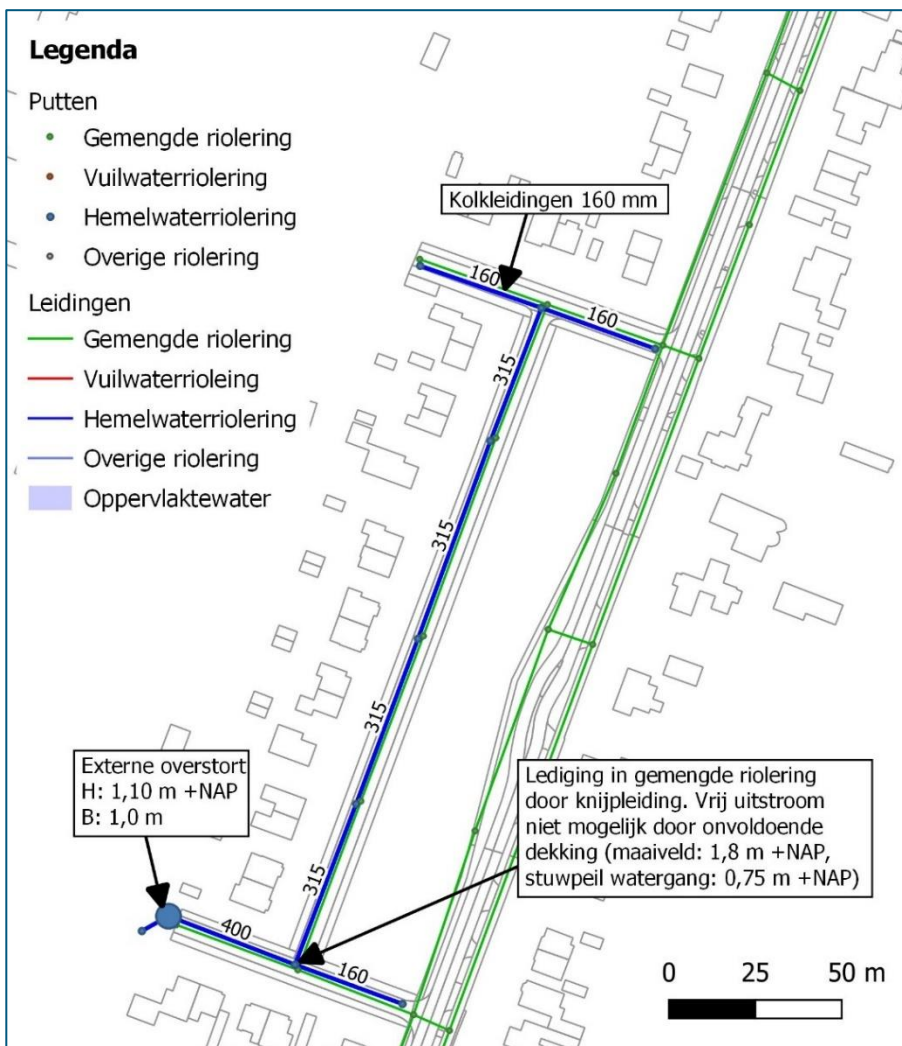 Legenda
Putten
Gemengde riolering
Vuilwaterriolering
Hemelwaterriolering
Overige riolering
Leidingen
Gemengde riolering
Vuilwaterrioleing
Hemelwaterriolering
Overige riolering
Oppervlaktewater
Kolkleidingen 160 mm
160
160
315
315
315
315
Externe overstort
H: 1,10 m +NAP
B: 1,0 m
Lediging in gemengde riolering
door knijpleiding. Vrij uitstroom
niet mogelijk door onvoldoende
dekking (maaiveld: 1,8 m +NAP,
stuwpeil watergang: 0,75 m +NAP)
400
160
0 25 50 m